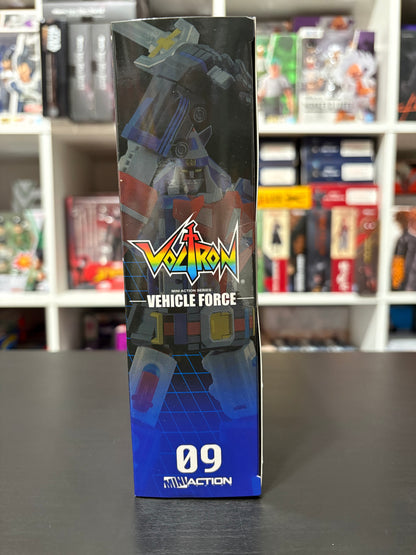 VOLTRON
MINI ACTION SERIES
VEHICLE FORCE
09
MINI ACTION